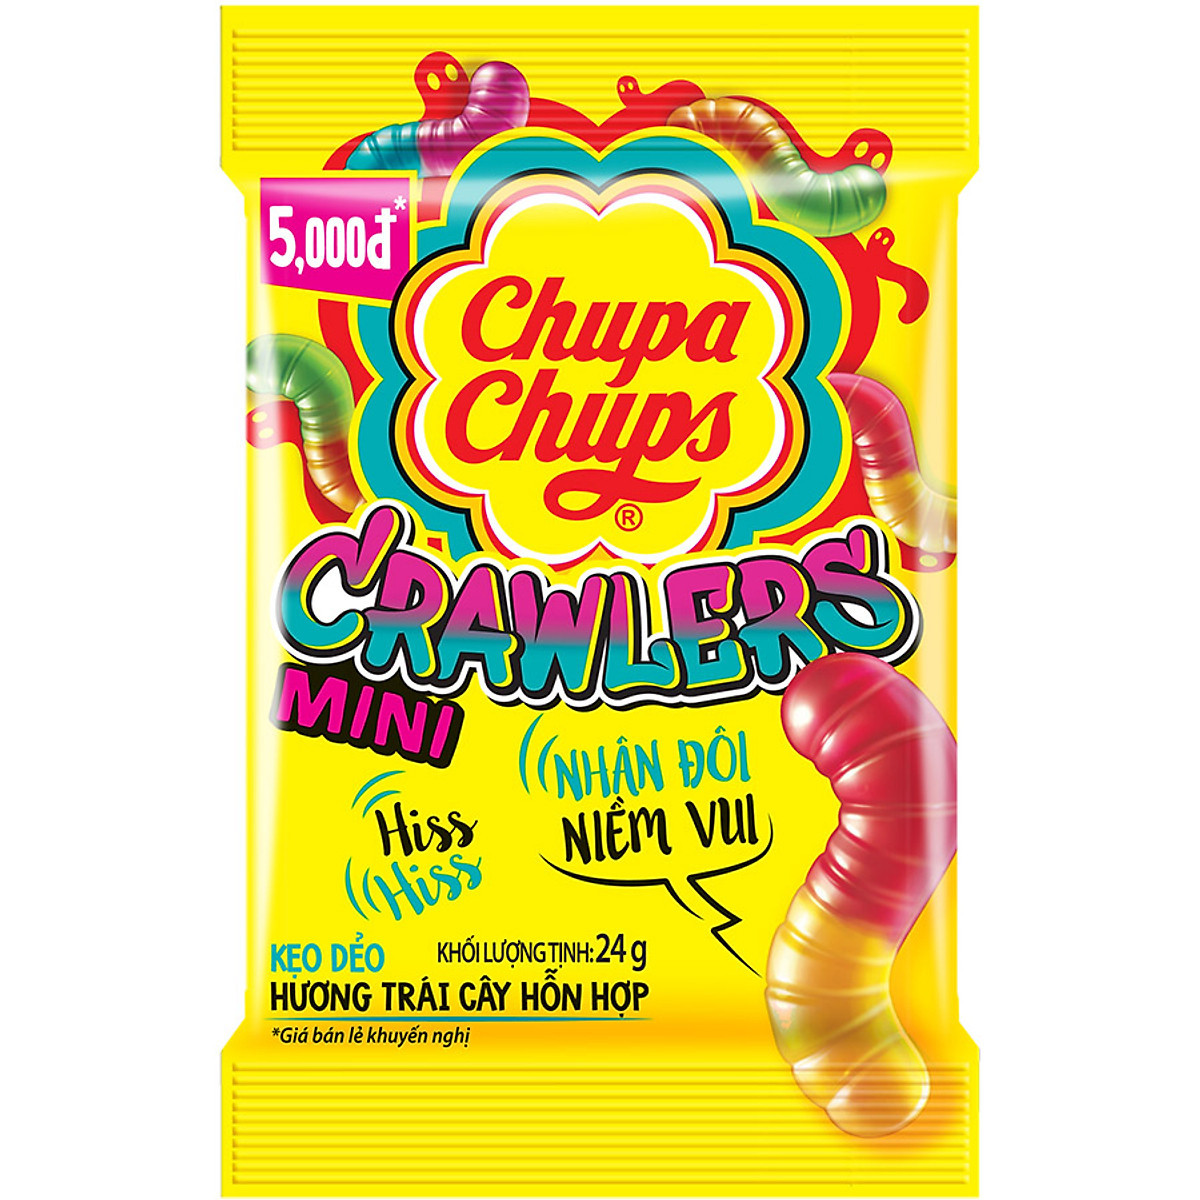 5,000đ*
Chupa
Chups
®
CRAWLERS
MINI
NHÂN ĐÔI
NIỀM VUI
Hiss
Hiss
KẸO DẺO
KHỐI LƯỢNG TỊNH: 24 g
HƯƠNG TRÁI CÂY HỖN HỢP
*Giá bán lẻ khuyến nghị